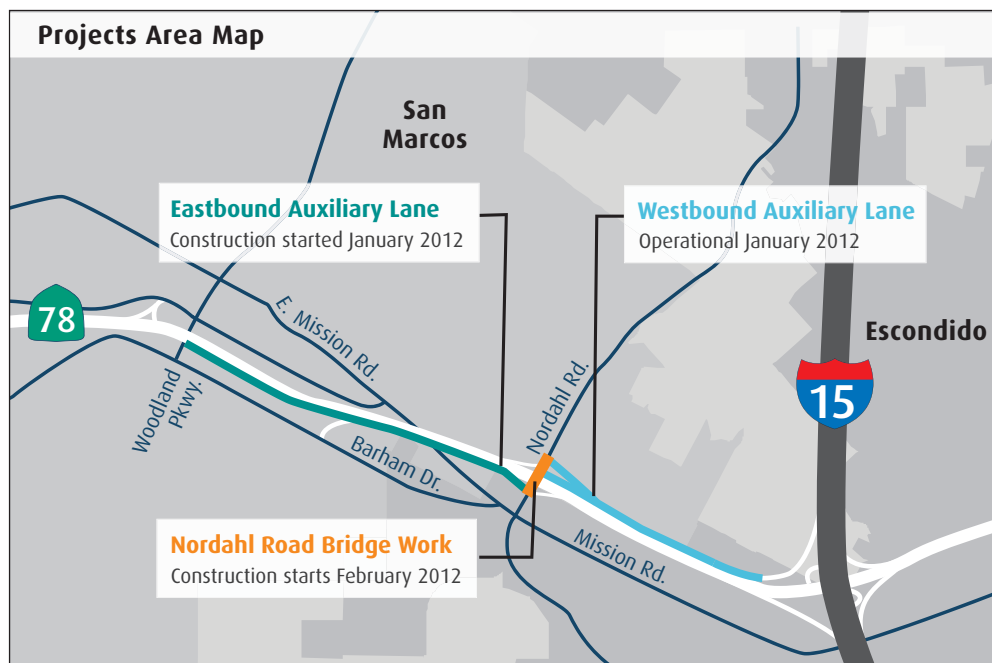 Projects Area Map
San
Marcos
Eastbound Auxiliary Lane
Construction started January 2012
Westbound Auxiliary Lane
Operational January 2012
78
E. Mission Rd.
Escondido
15
Woodland
Pkwy.
Nordahl Rd.
Barham Dr.
Nordahl Road Bridge Work
Construction starts February 2012
Mission Rd.